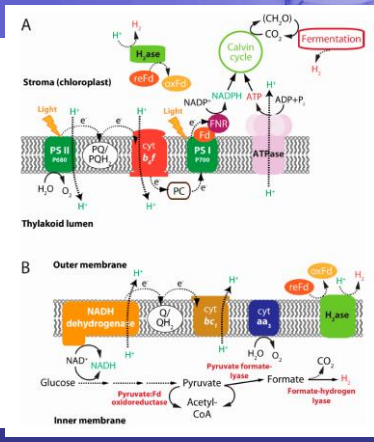 A
H⁺
H₂
H₂ase
reFd
oxFd
Stroma (chloroplast)
Calvin
cycle
(CH₂O)
CO₂
Fermentation
H₂
Light
H⁺
e⁻
e⁻
Light
NADP⁺
NADPH
ATP
H⁺
ADP+Pᵢ
FNR
Fd
PS II
P680
PQ/
PQH₂
cyt
b₆f
PS I
P700
ATPase
H₂O
O₂
H⁺
H⁺
e⁻
PC
e⁻
H⁺
Thylakoid lumen
B
Outer membrane
H⁺
e⁻
e⁻
H⁺
reFd
oxFd
H⁺
H₂
NADH
dehydrogenase
Q/
QH₂
cyt
bc₁
cyt
aa₃
H₂ase
NAD⁺
NADH
H⁺
H⁺
H₂O
O₂
Glucose
Pyruvate:Fd
oxidoreductase
Pyruvate
Acetyl-
CoA
Pyruvate formate-
lyase
Formate
CO₂
H₂
Formate-hydrogen
lyase
Inner membrane